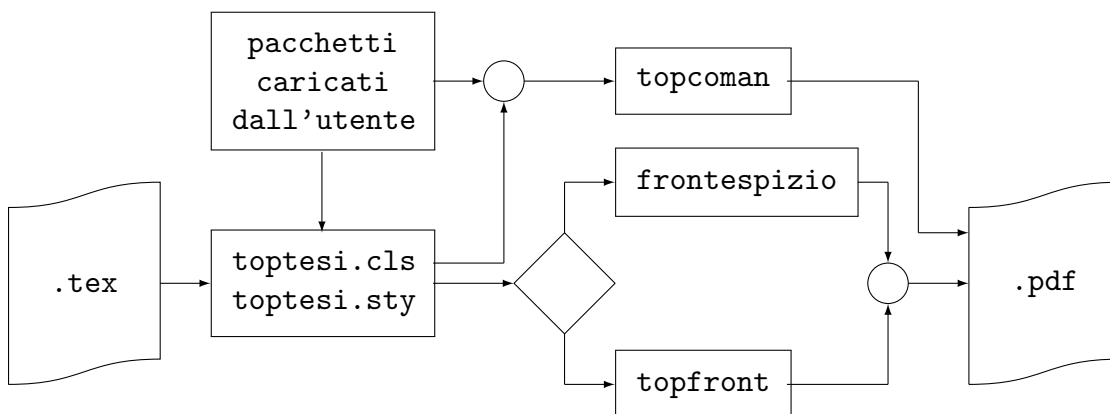 pacchetti
caricati
dall'utente
topcoman
frontespizio
.tex
toptesi.cls
toptesi.sty
.pdf
topfront